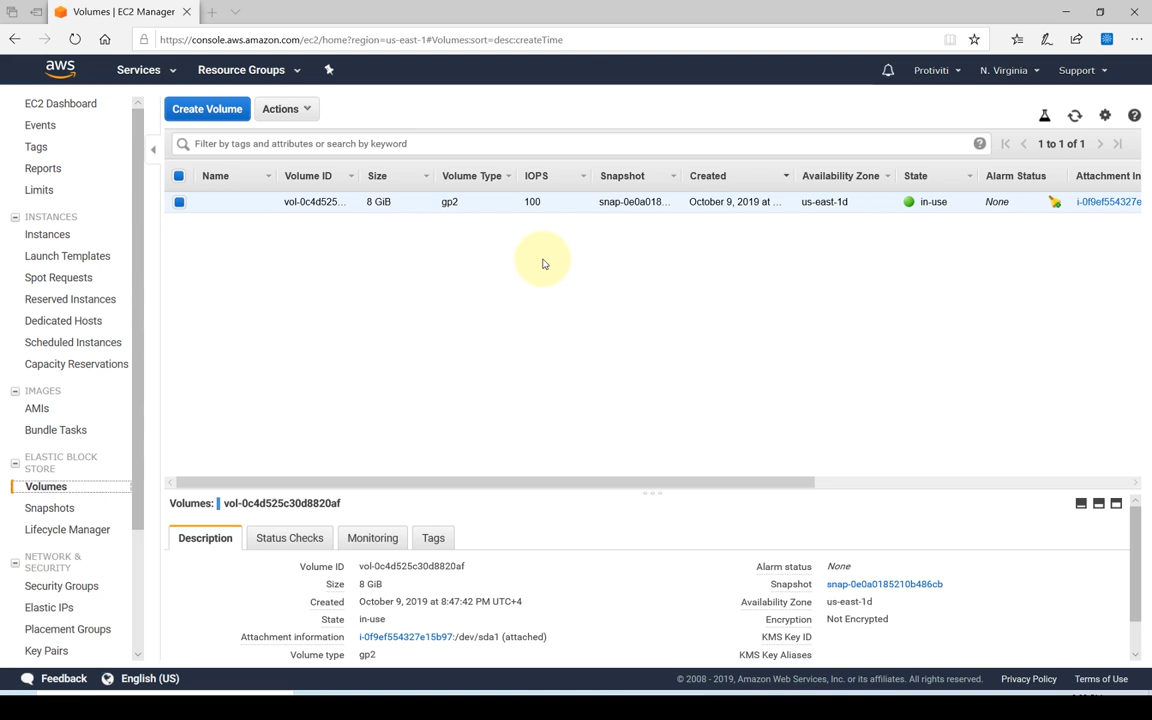 Volumes | EC2 Manager
https://console.aws.amazon.com/ec2/home?region=us-east-1#Volumes:sort=desc:createTime
aws Services Resource Groups Protiviti N. Virginia Support
EC2 Dashboard
Events
Tags
Reports
Limits
INSTANCES
Instances
Launch Templates
Spot Requests
Reserved Instances
Dedicated Hosts
Scheduled Instances
Capacity Reservations
IMAGES
AMIs
Bundle Tasks
ELASTIC BLOCK
STORE
Volumes
Snapshots
Lifecycle Manager
NETWORK &
SECURITY
Security Groups
Elastic IPs
Placement Groups
Key Pairs
Create Volume Actions
Filter by tags and attributes or search by keyword 1 to 1 of 1
Name Volume ID Size Volume Type IOPS Snapshot Created Availability Zone State Alarm Status Attachment In
vol-0c4d525... 8 GiB gp2 100 snap-0e0a018... October 9, 2019 at ... us-east-1d in-use None i-0f9ef554327e
Volumes: vol-0c4d525c30d8820af
Description Status Checks Monitoring Tags
Volume ID vol-0c4d525c30d8820af Alarm status None
Size 8 GiB Snapshot snap-0e0a0185210b486cb
Created October 9, 2019 at 8:47:42 PM UTC+4 Availability Zone us-east-1d
State in-use Encryption Not Encrypted
Attachment information i-0f9ef554327e15b97:/dev/sda1 (attached) KMS Key ID
Volume type gp2 KMS Key Aliases
Feedback English (US) © 2008 - 2019, Amazon Web Services, Inc. or its affiliates. All rights reserved. Privacy Policy Terms of Use